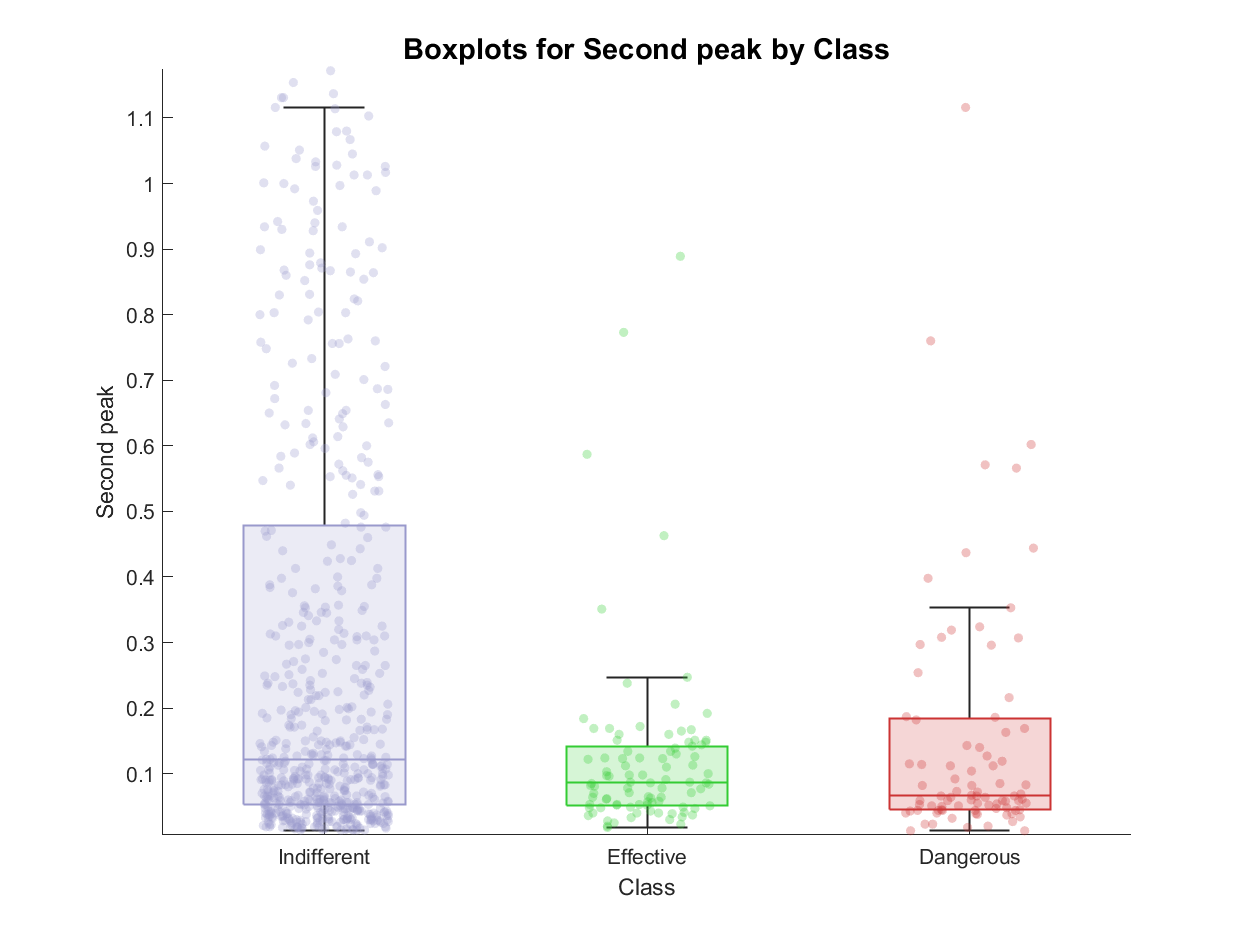 Boxplots for Second peak by Class
Second peak
1.1
1
0.9
0.8
0.7
0.6
0.5
0.4
0.3
0.2
0.1
Indifferent
Effective
Dangerous
Class